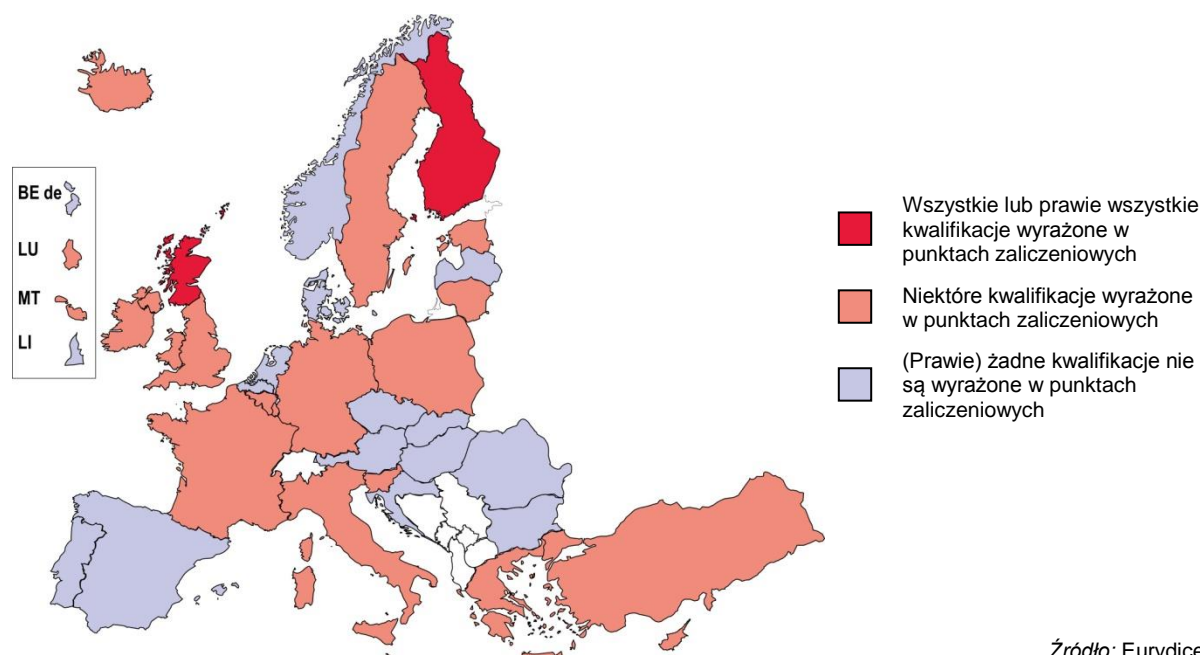 BE de
LU
MT
LI
Wszystkie lub prawie wszystkie
kwalifikacje wyrażone w
punktach zaliczeniowych
Niektóre kwalifikacje wyrażone
w punktach zaliczeniowych
(Prawie) żadne kwalifikacje nie
są wyrażone w punktach
zaliczeniowych
Źródło: Eurydice